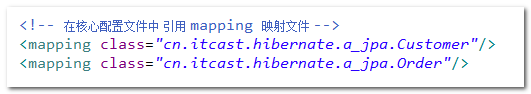 <!-- 在核心配置文件中 引用 mapping 映射文件 -->
<mapping class="cn.itcast.hibernate.a_jpa.Customer"/>
<mapping class="cn.itcast.hibernate.a_jpa.Order"/>